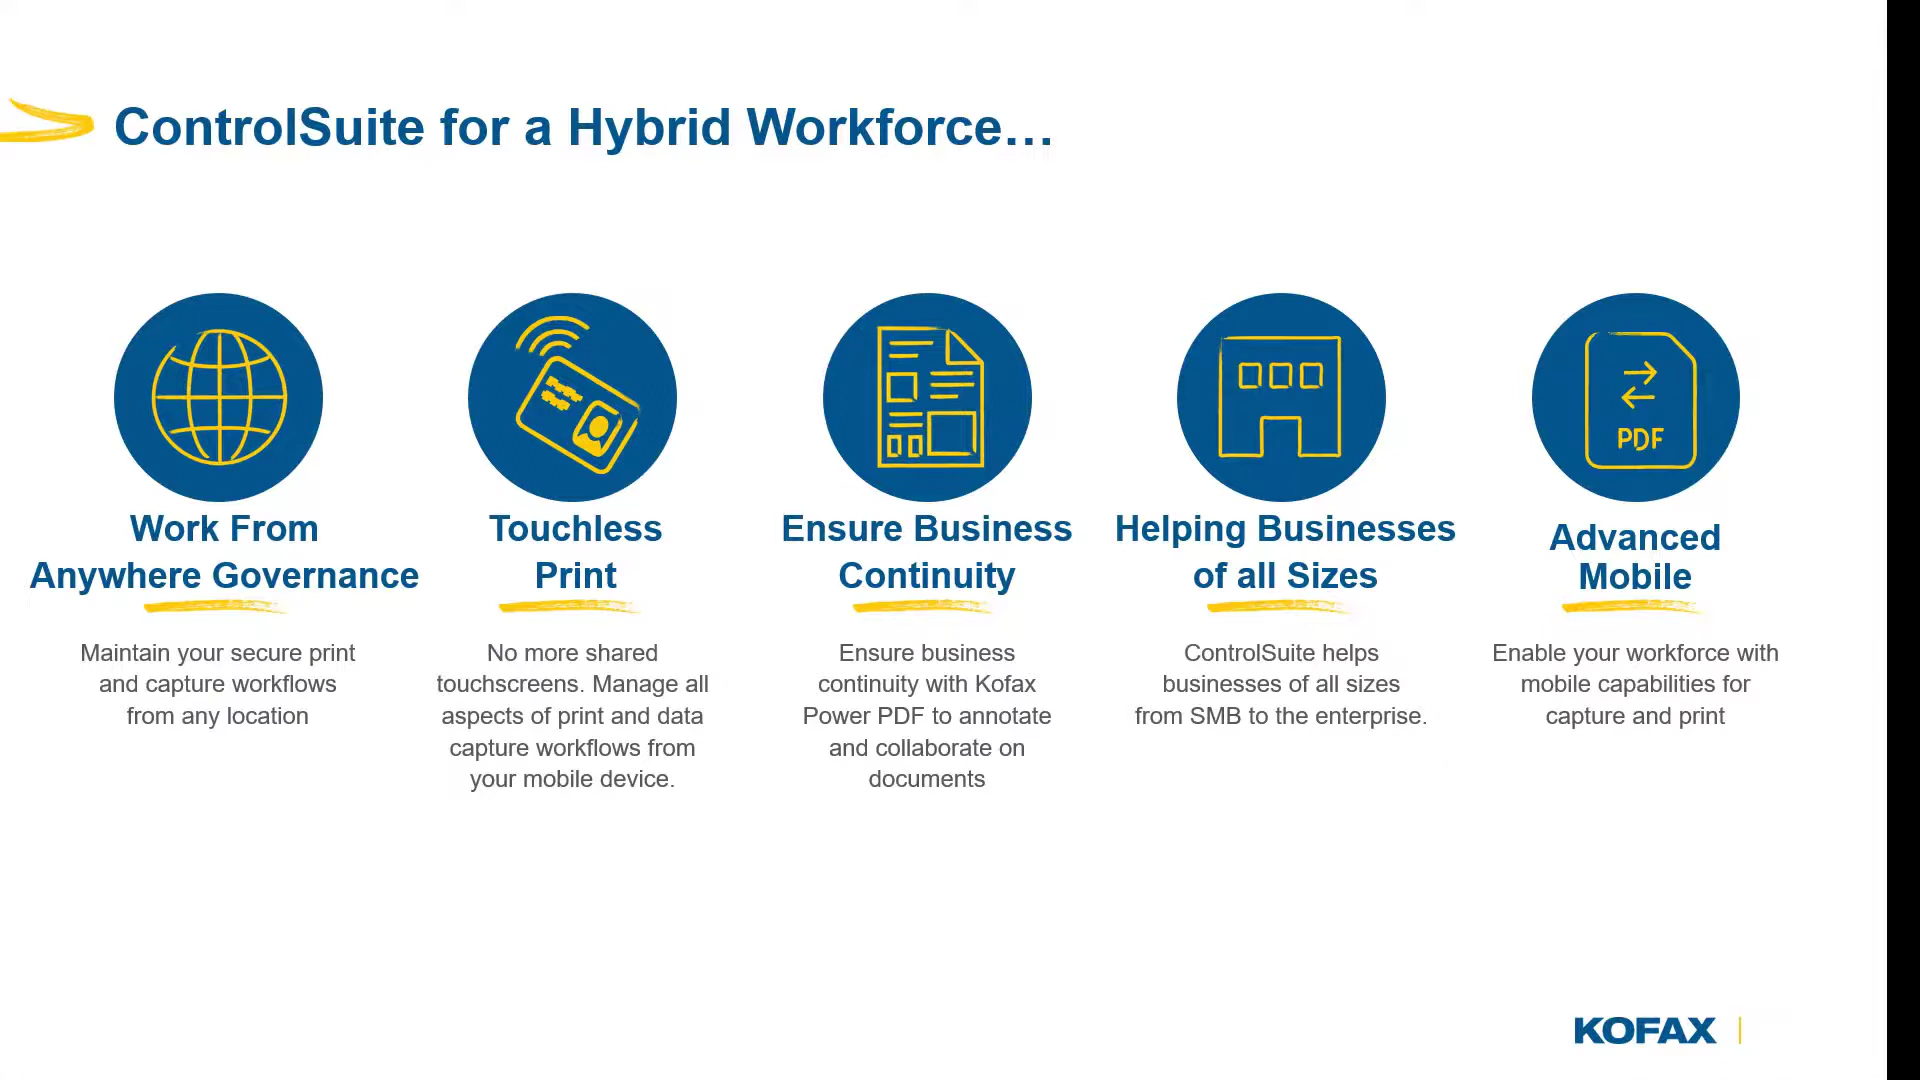 ControlSuite for a Hybrid Workforce…
PDF
Work From
Anywhere Governance
Maintain your secure print
and capture workflows
from any location
Touchless
Print
No more shared
touchscreens. Manage all
aspects of print and data
capture workflows from
your mobile device.
Ensure Business
Continuity
Ensure business
continuity with Kofax
Power PDF to annotate
and collaborate on
documents
Helping Businesses
of all Sizes
ControlSuite helps
businesses of all sizes
from SMB to the enterprise.
Advanced
Mobile
Enable your workforce with
mobile capabilities for
capture and print
KOFAX